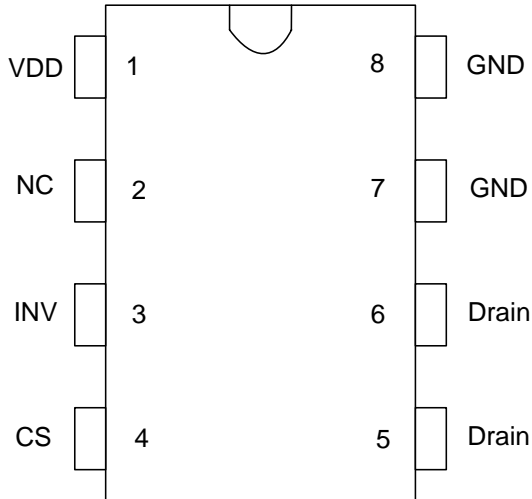 VDD 1 8 GND
NC 2 7 GND
INV 3 6 Drain
CS 4 5 Drain